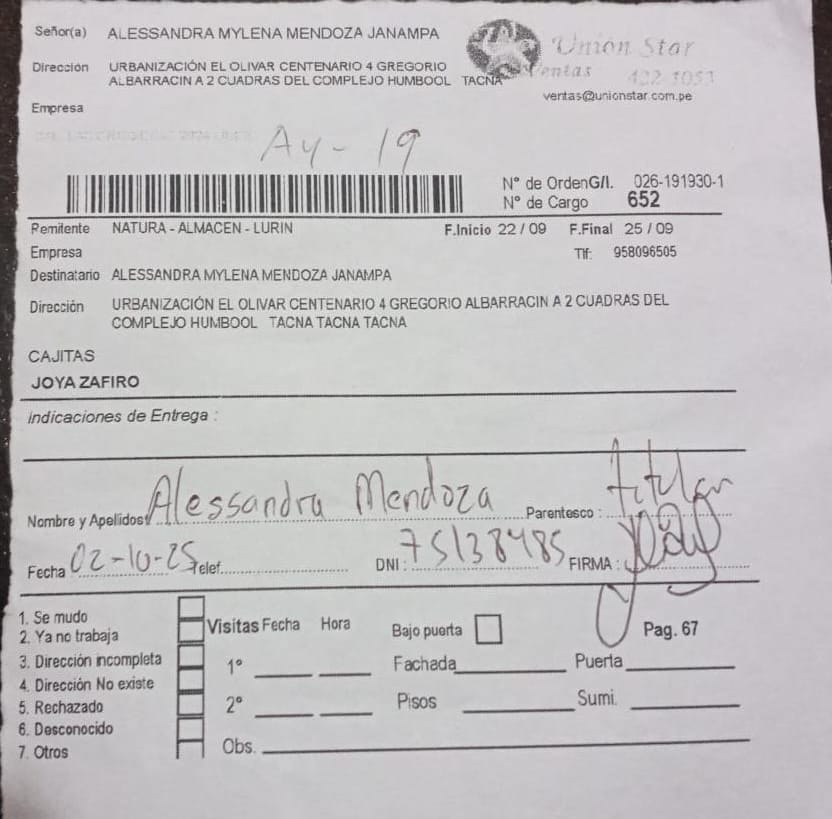 Señor(a) ALESSANDRA MYLENA MENDOZA JANAMPA
Unión Star
Dirección URBANIZACIÓN EL OLIVAR CENTENARIO 4 GREGORIO
ALBARRACIN A 2 CUADRAS DEL COMPLEJO HUMBOOL TACNA
Ventas 422 1053
ventas@unionstar.com.pe
Empresa
Ay - 19
N° de OrdenG/I. 026-191930-1
N° de Cargo 652
Remitente NATURA - ALMACEN - LURIN F.Inicio 22 / 09 F.Final 25 / 09
Empresa Tlf: 958096505
Destinatario ALESSANDRA MYLENA MENDOZA JANAMPA
Dirección URBANIZACIÓN EL OLIVAR CENTENARIO 4 GREGORIO ALBARRACIN A 2 CUADRAS DEL
COMPLEJO HUMBOOL TACNA TACNA TACNA
CAJITAS
JOYA ZAFIRO
Indicaciones de Entrega :
Nombre y Apellidos Alessandra Mendoza Parentesco : titular
Fecha 02-10-25 Telef. DNI : 75138485 FIRMA :
1. Se mudo
2. Ya no trabaja
3. Dirección incompleta
4. Dirección No existe
5. Rechazado
6. Desconocido
7. Otros
Visitas Fecha Hora Bajo puerta Pag. 67
1° Fachada Puerta
2° Pisos Sumi.
Obs.